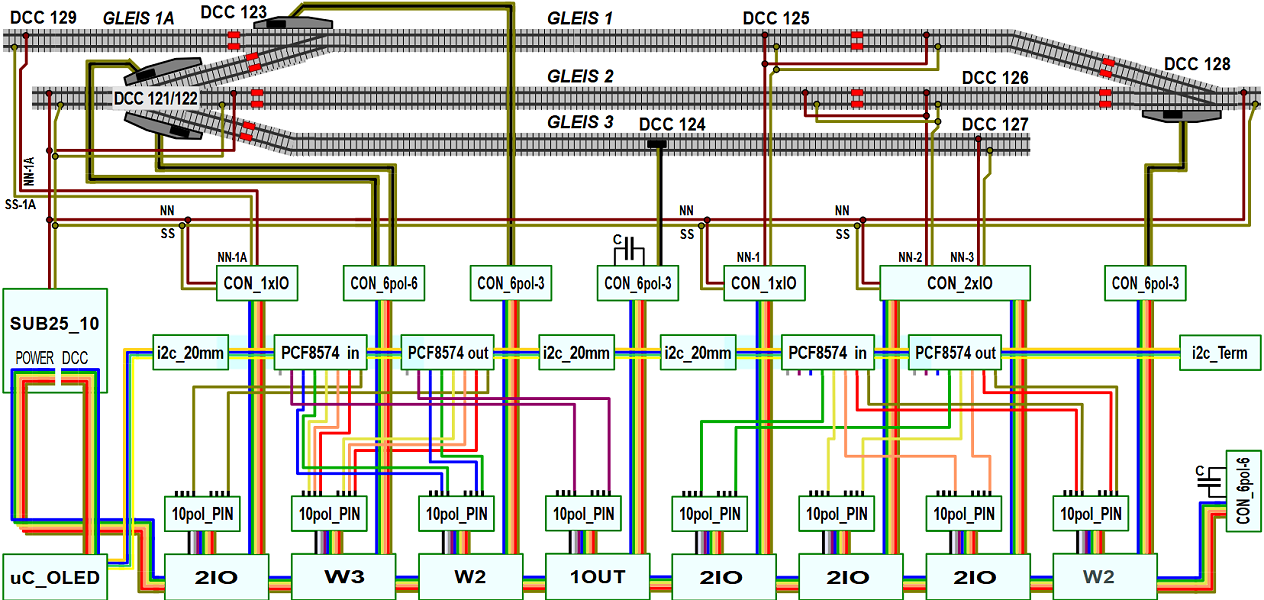 DCC 129
GLEIS 1A
DCC 123
GLEIS 1
DCC 125
DCC 128
GLEIS 2
DCC 126
DCC 121/122
GLEIS 3
DCC 124
DCC 127
NN-1A
SS-1A
NN
SS
NN
SS
NN
SS
C
NN-1A
NN-1
NN-2
NN-3
CON_1xIO
CON_6pol-6
CON_6pol-3
CON_6pol-3
CON_1xIO
CON_2xIO
CON_6pol-3
SUB25_10
POWER DCC
i2c_20mm
PCF8574 in
PCF8574 out
i2c_20mm
i2c_20mm
PCF8574 in
PCF8574 out
i2c_Term
C
CON_6pol-6
10pol_PIN
10pol_PIN
10pol_PIN
10pol_PIN
10pol_PIN
10pol_PIN
10pol_PIN
10pol_PIN
uC_OLED
2IO
W3
W2
1OUT
2IO
2IO
2IO
W2